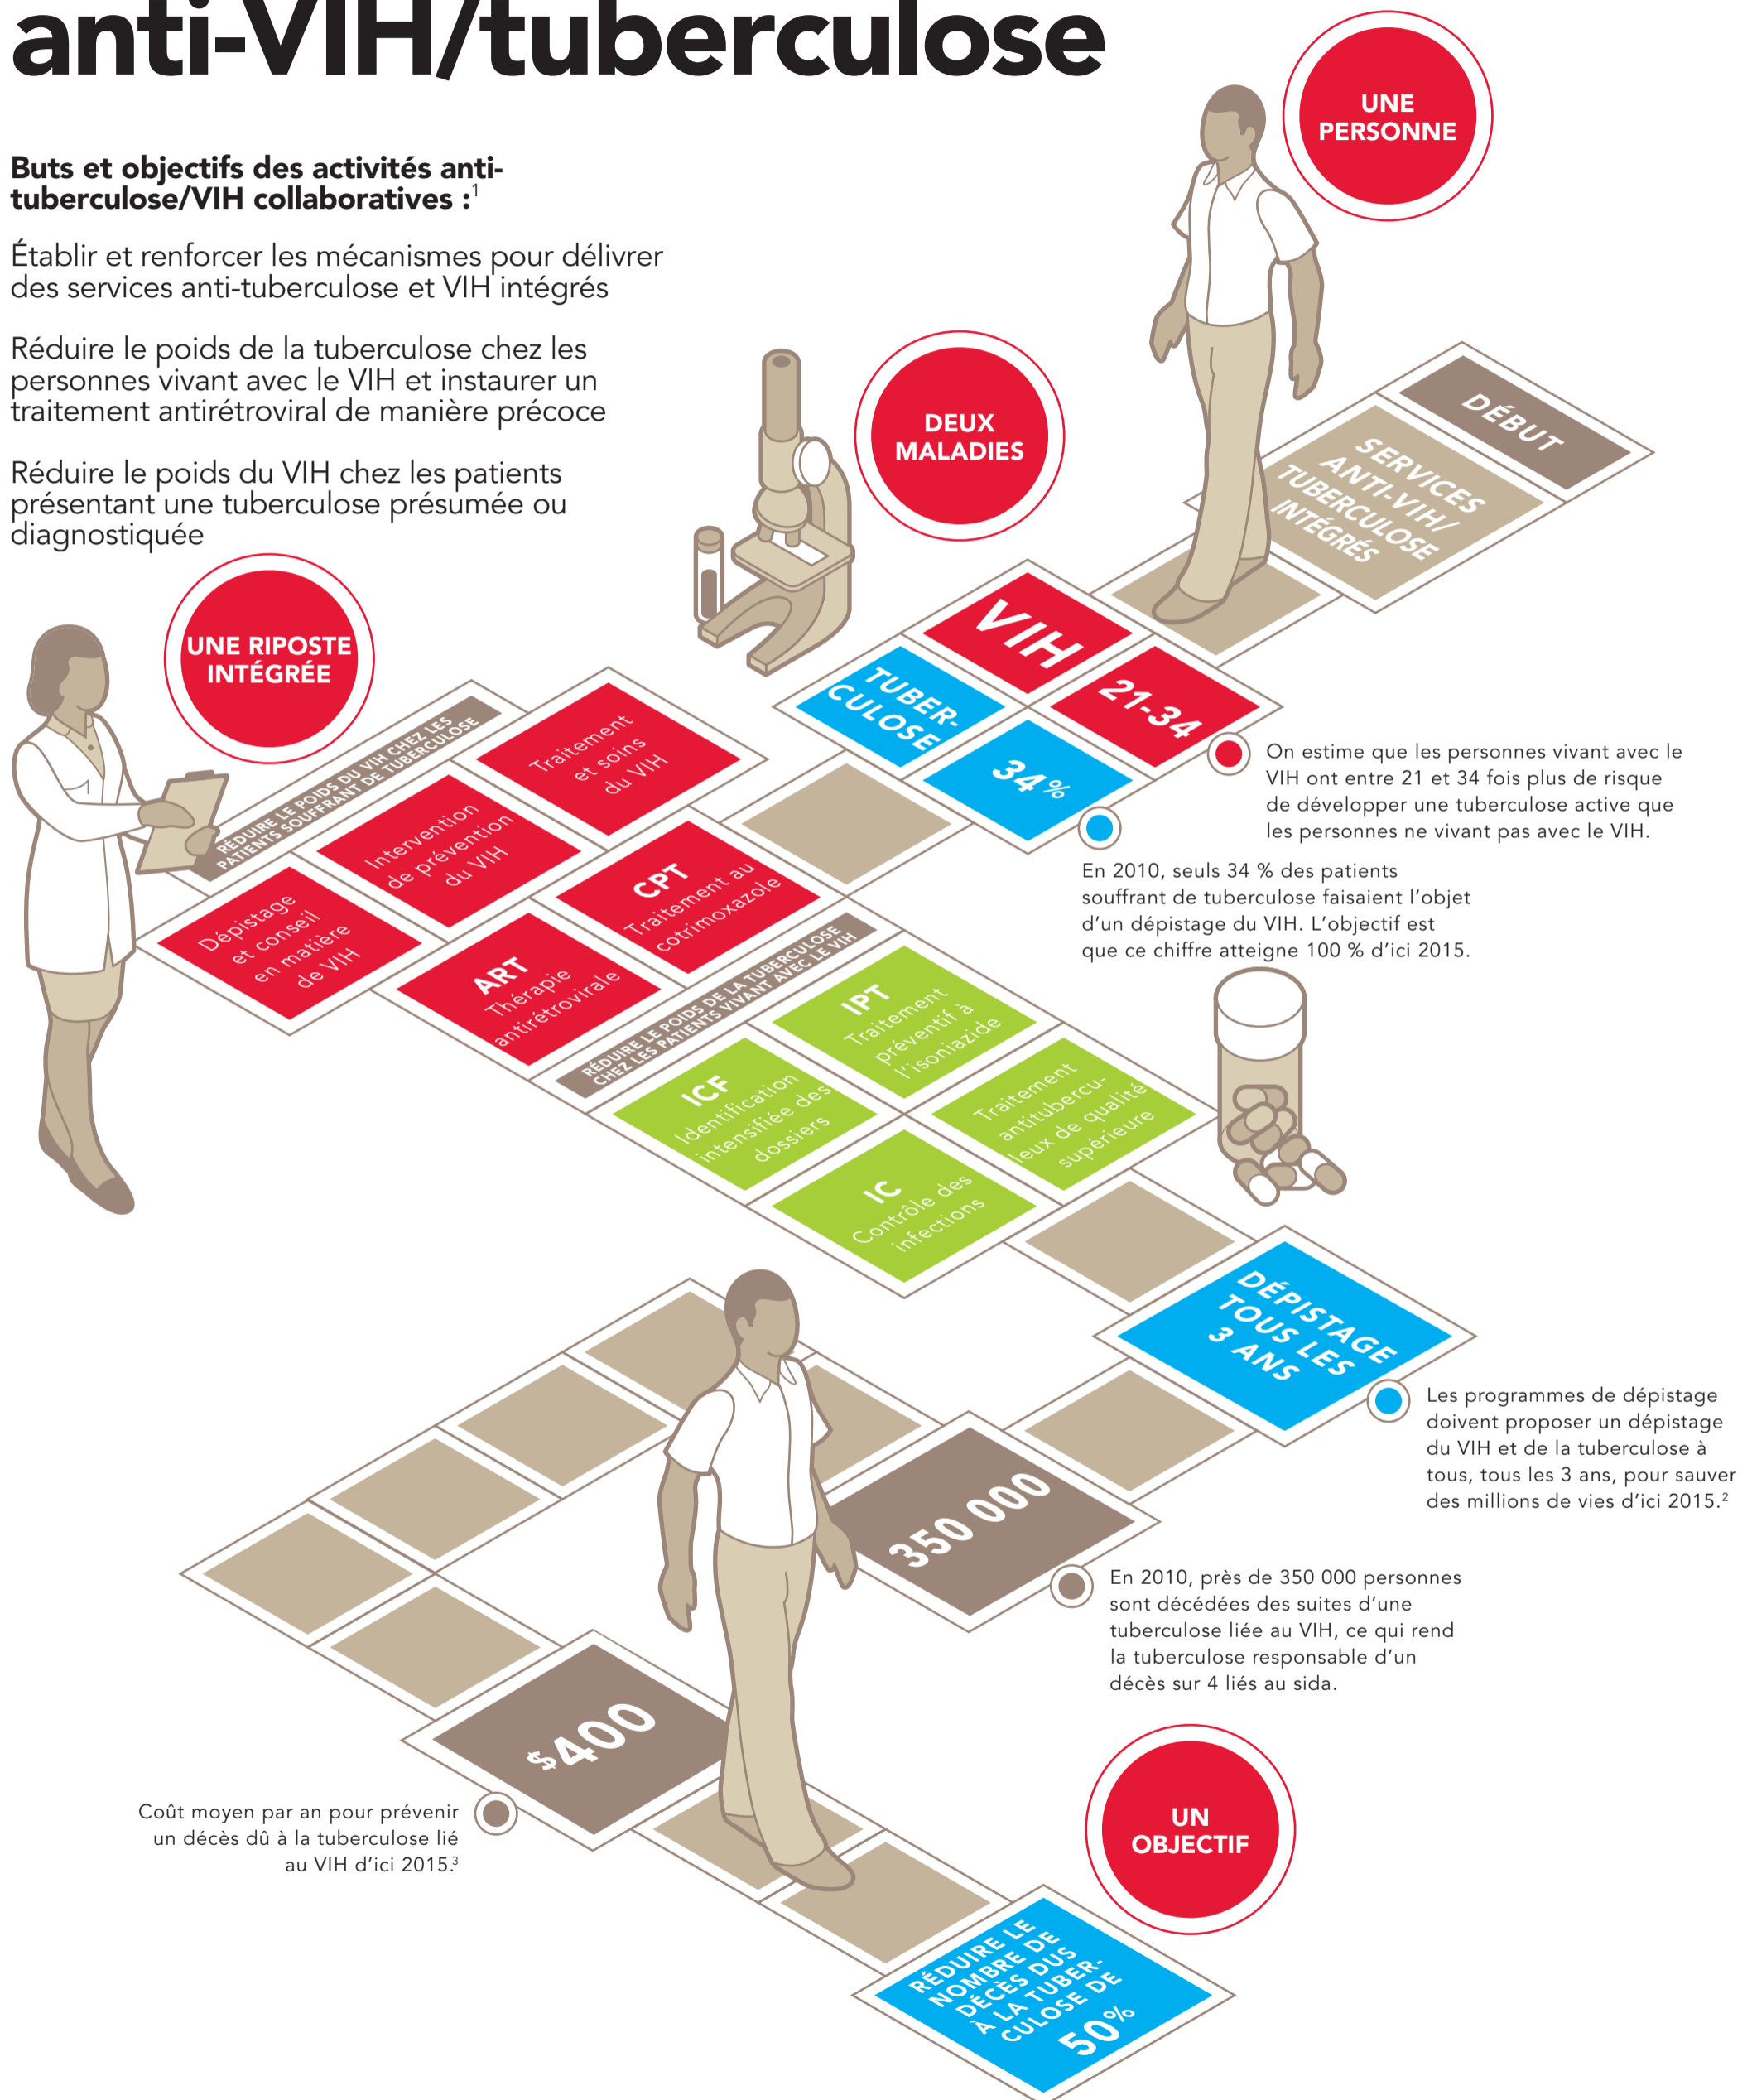 anti-VIH/tuberculose
Buts et objectifs des activités anti-
tuberculose/VIH collaboratives :1
Établir et renforcer les mécanismes pour délivrer
des services anti-tuberculose et VIH intégrés
Réduire le poids de la tuberculose chez les
personnes vivant avec le VIH et instaurer un
traitement antirétroviral de manière précoce
Réduire le poids du VIH chez les patients
présentant une tuberculose présumée ou
diagnostiquée
UNE
PERSONNE
DÉBUT
SERVICES
ANTI-VIH/
TUBERCULOSE
INTÉGRÉS
DEUX
MALADIES
VIH
21-34
TUBER-
CULOSE
34%
On estime que les personnes vivant avec le
VIH ont entre 21 et 34 fois plus de risque
de développer une tuberculose active que
les personnes ne vivant pas avec le VIH.
En 2010, seuls 34 % des patients
souffrant de tuberculose faisaient l’objet
d’un dépistage du VIH. L’objectif est
que ce chiffre atteigne 100 % d’ici 2015.
UNE RIPOSTE
INTÉGRÉE
RÉDUIRE LE POIDS DU VIH CHEZ LES
PATIENTS SOUFFRANT DE TUBERCULOSE
Traitement
et soins
du VIH
Intervention
de prévention
du VIH
Dépistage
et conseil
en matière
de VIH
CPT
Traitement au
cotrimoxazole
ART
Thérapie
antirétrovirale
RÉDUIRE LE POIDS DE LA TUBERCULOSE
CHEZ LES PATIENTS VIVANT AVEC LE VIH
IPT
Traitement
préventif à
l’isoniazide
ICF
Identification
intensifiée des
dossiers
Traitement
antitubercu-
leux de qualité
supérieure
IC
Contrôle des
infections
DÉPISTAGE
TOUS LES
3 ANS
Les programmes de dépistage
doivent proposer un dépistage
du VIH et de la tuberculose à
tous, tous les 3 ans, pour sauver
des millions de vies d’ici 2015.2
350 000
En 2010, près de 350 000 personnes
sont décédées des suites d’une
tuberculose liée au VIH, ce qui rend
la tuberculose responsable d’un
décès sur 4 liés au sida.
$400
Coût moyen par an pour prévenir
un décès dû à la tuberculose lié
au VIH d’ici 2015.3
UN
OBJECTIF
RÉDUIRE LE
NOMBRE DE
DÉCÈS DUS
À LA TUBER-
CULOSE DE
50%